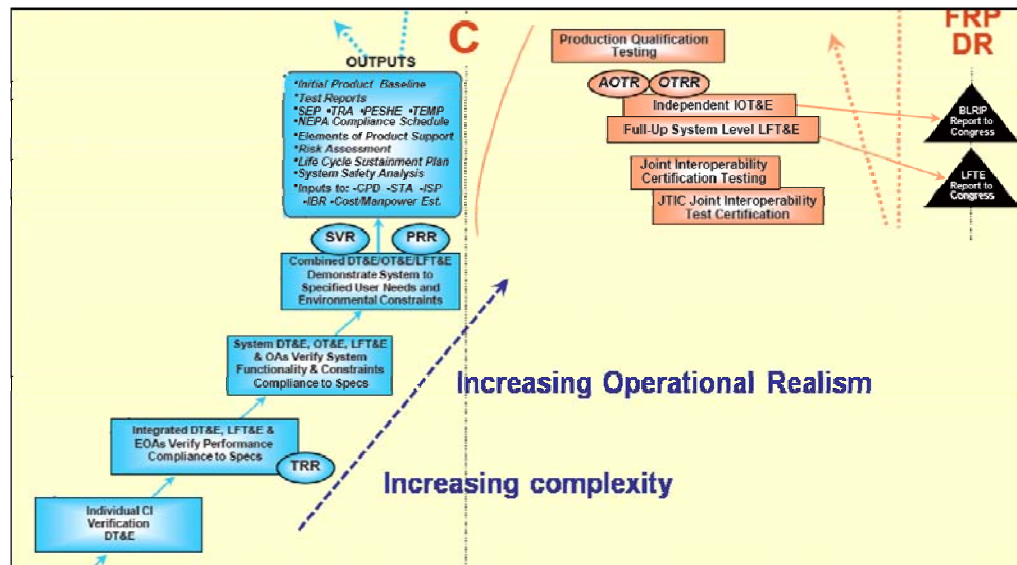 C
FRP
DR
OUTPUTS
•Initial Product Baseline
•Test Reports
•SEP •TRA •PESHE •TEMP
•NEPA Compliance Schedule
•Elements of Product Support
•Risk Assessment
•Life Cycle Sustainment Plan
•System Safety Analysis
•Inputs to: -CPD -STA -ISP
-IBR -Cost/Manpower Est.
SVR
PRR
Combined DT&E/OT&E/LFT&E
Demonstrate System to
Specified User Needs and
Environmental Constraints
System DT&E, OT&E, LFT&E
& OAs Verify System
Functionality & Constraints
Compliance to Specs
Integrated DT&E, LFT&E &
EOAs Verify Performance
Compliance to Specs
TRR
Individual CI
Verification
DT&E
Production Qualification
Testing
AOTR
OTRR
Independent IOT&E
Full-Up System Level LFT&E
Joint Interoperability
Certification Testing
JTIC Joint Interoperability
Test Certification
BLRIP
Report to
Congress
LFTE
Report to
Congress
Increasing Operational Realism
Increasing complexity